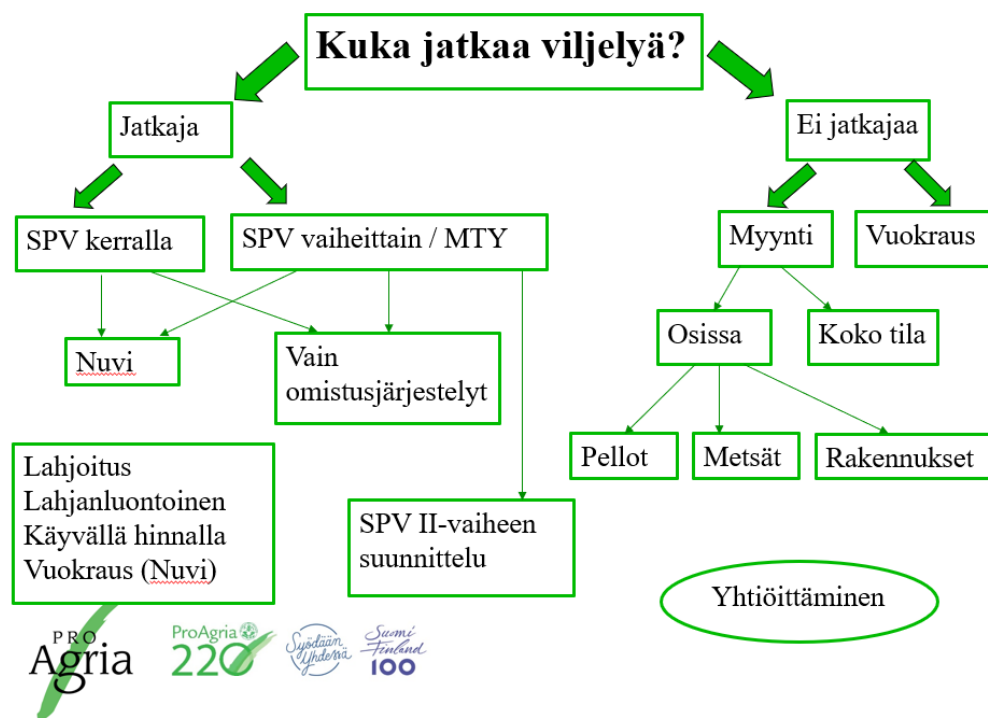 Kuka jatkaa viljelyä?
Jatkaja
Ei jatkajaa
SPV kerralla
SPV vaiheittain / MTY
Myynti
Vuokraus
Nuvi
Vain
omistusjärjestelyt
Osissa
Koko tila
Pellot
Metsät
Rakennukset
Lahjoitus
Lahjanluontoinen
Käyvällä hinnalla
Vuokraus (Nuvi)
SPV II-vaiheen
suunnittelu
Yhtiöittäminen
PRO
Agria
ProAgria
220
Syödään
Yhdessä
Suomi
Finland
100